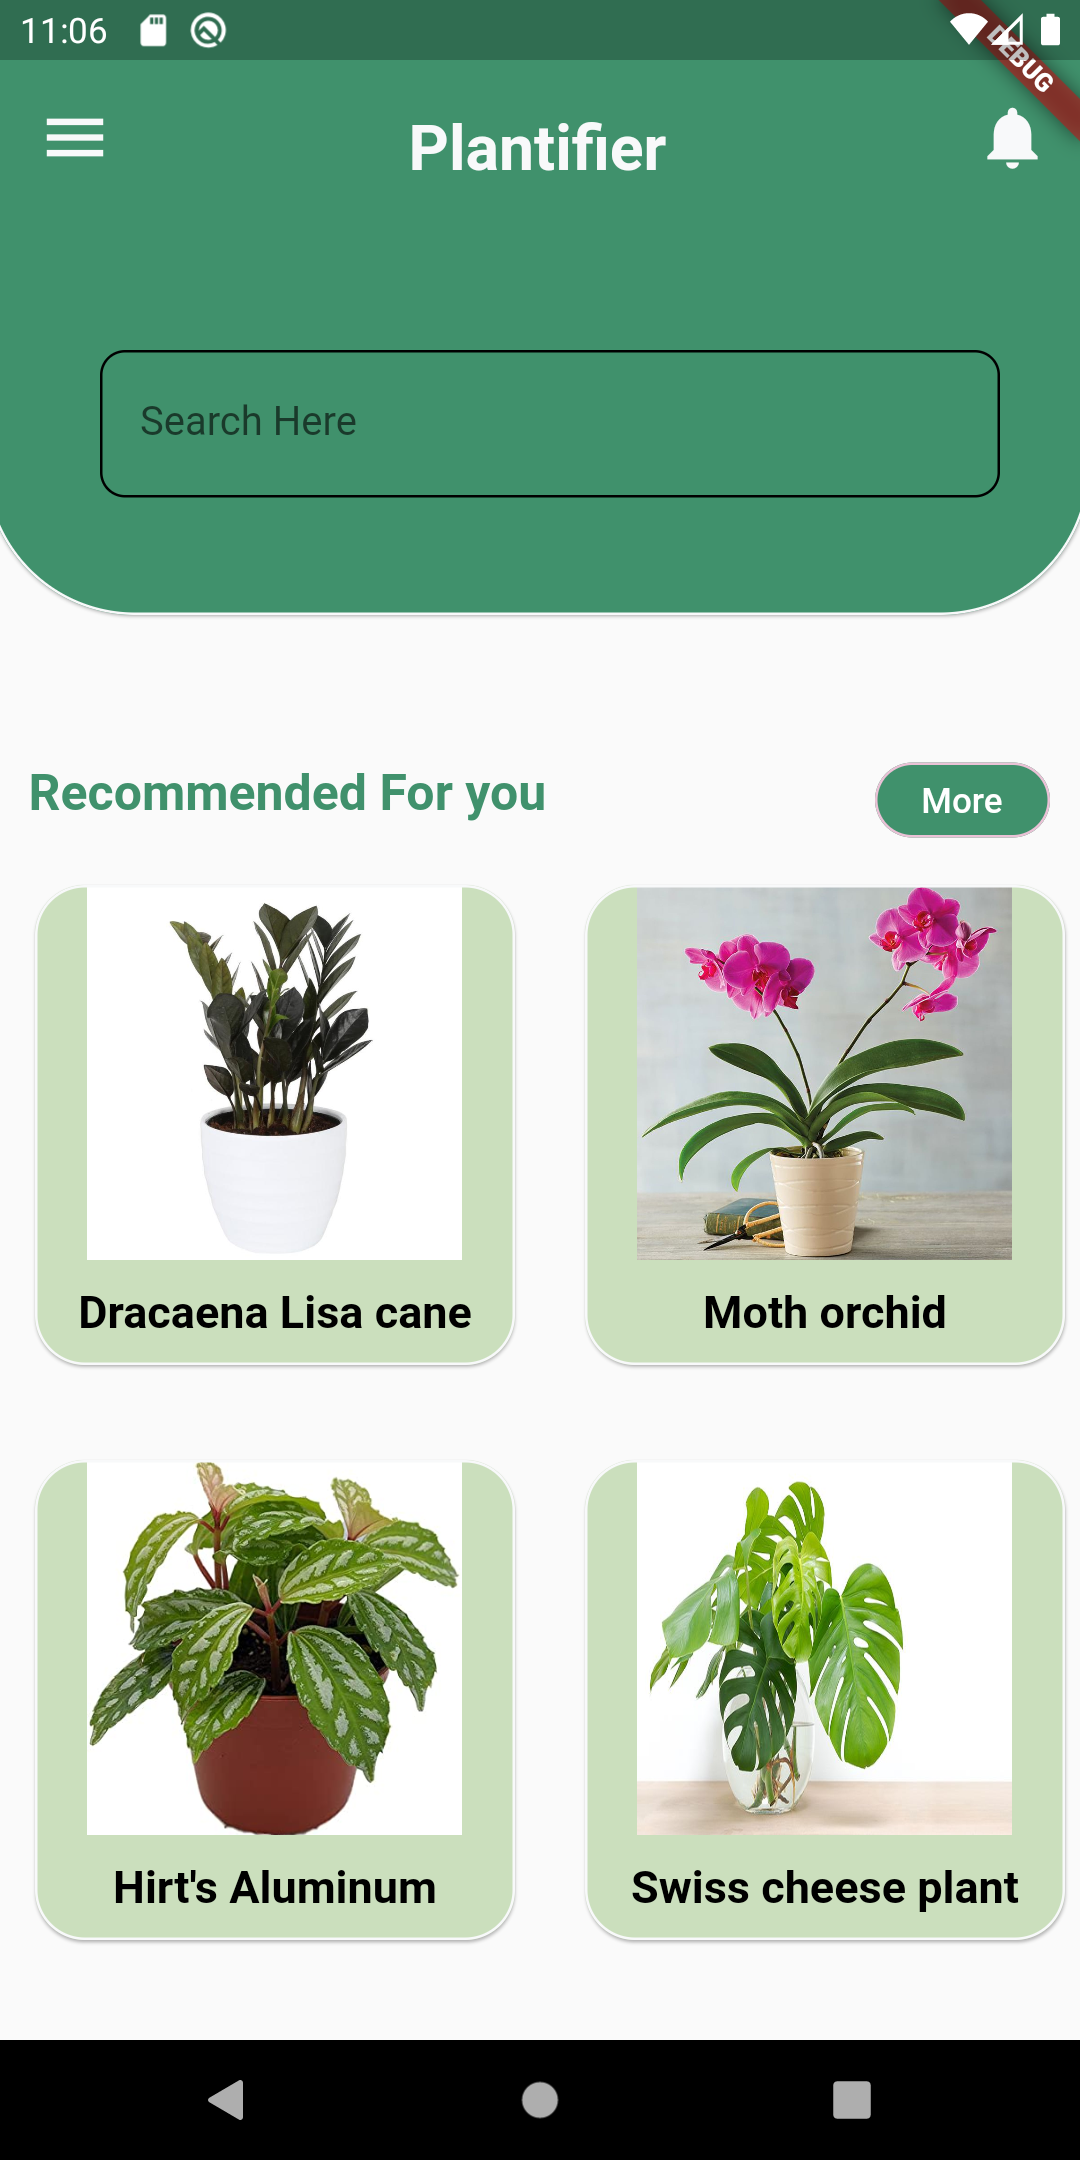 11:06
DEBUG
Plantifier
Search Here
Recommended For you
More
Dracaena Lisa cane
Moth orchid
Hirt's Aluminum
Swiss cheese plant